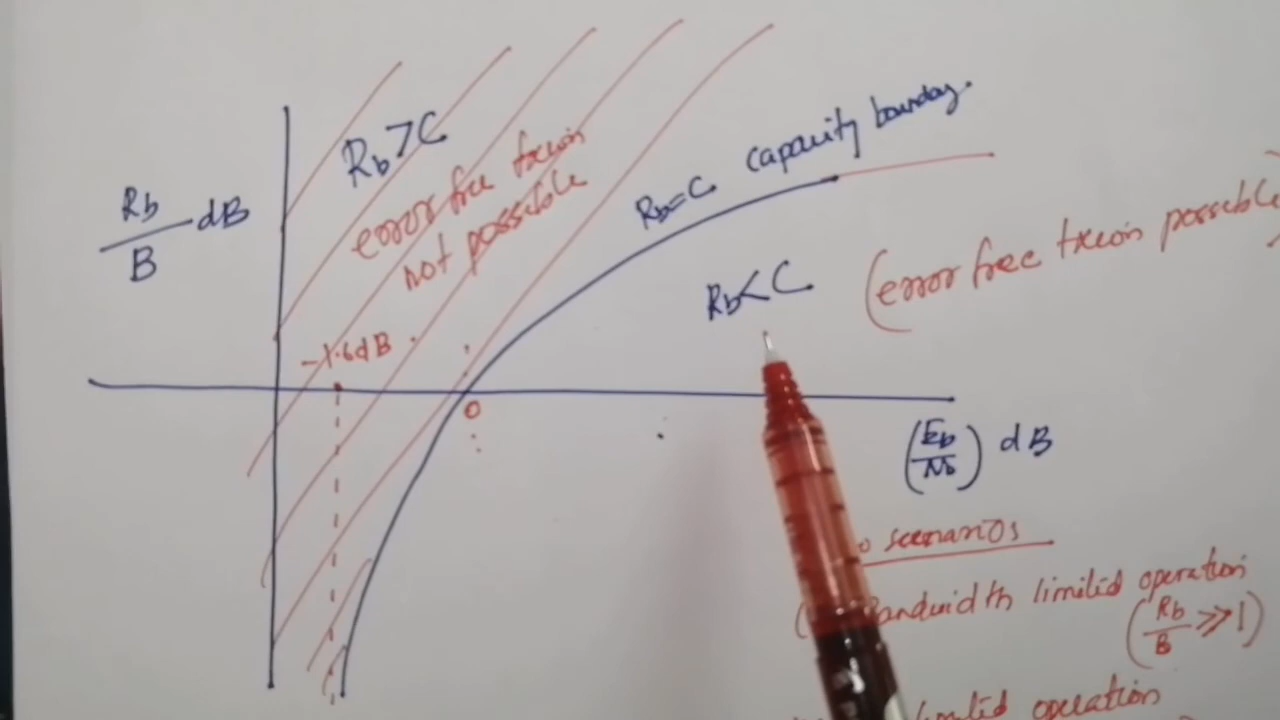 Rb > C
error free txion
not possible
Rb
B
dB
Rb = C capacity boundary.
Rb < C
(error free txion possible)
-1.6dB
0
(Eb/No) dB
scenarios
Bandwidth limited operation
(Rb/B >> 1)
limited operation